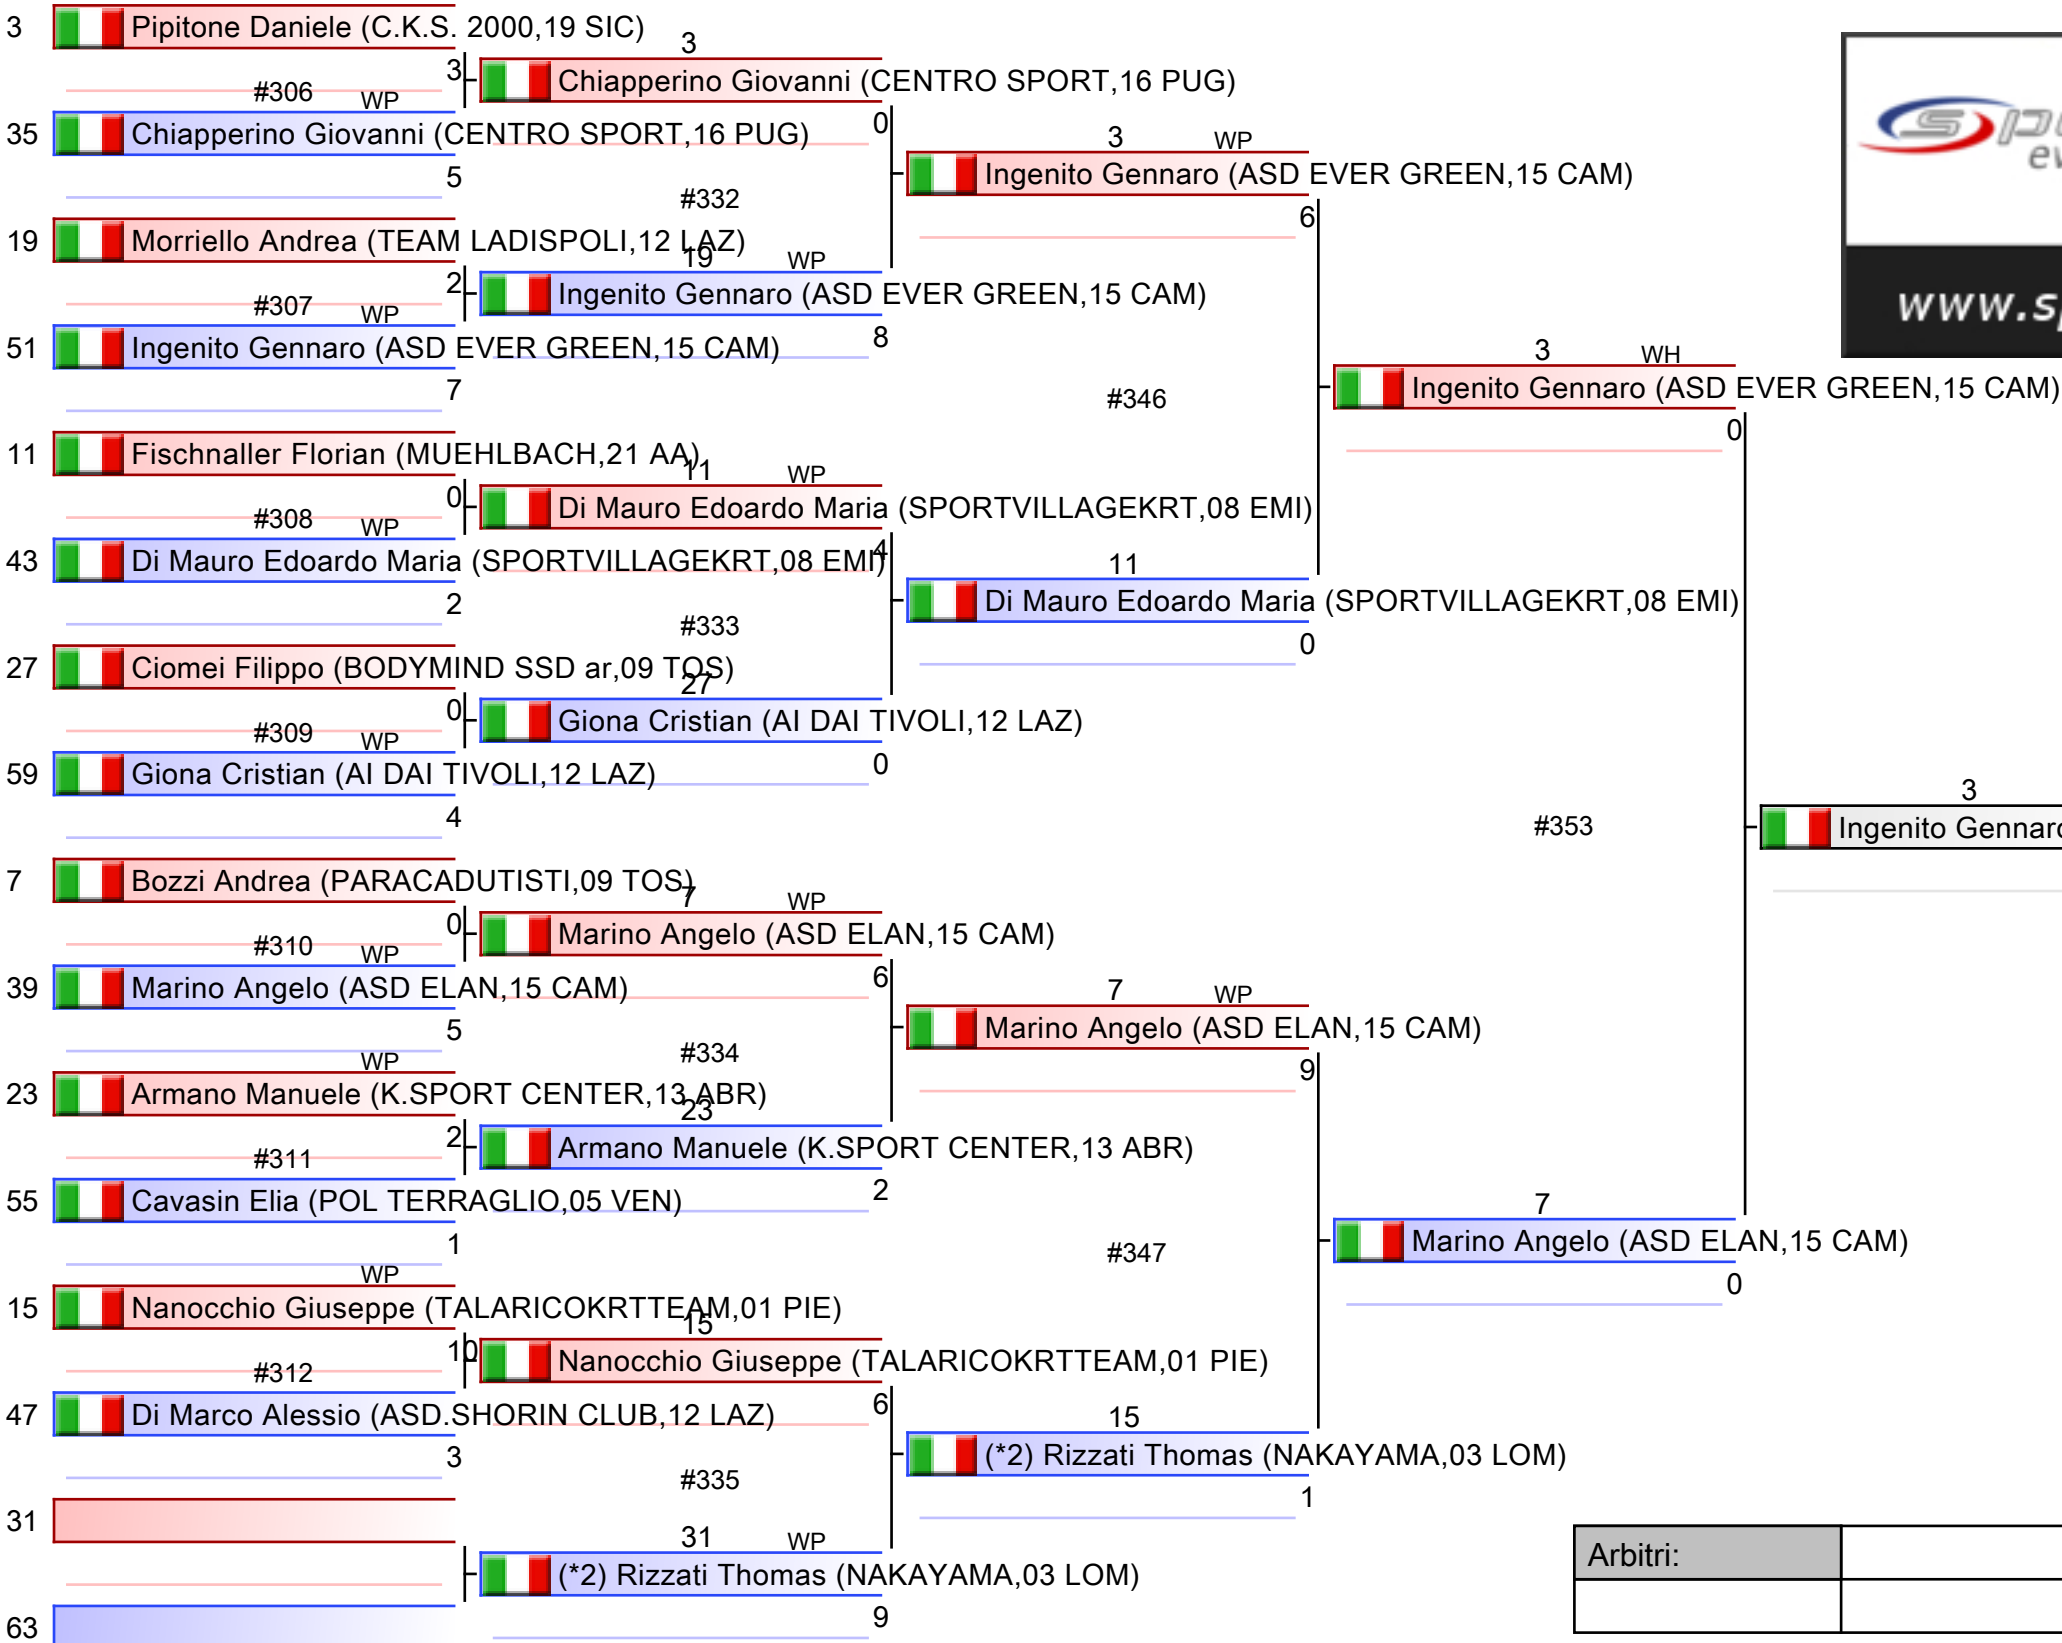 3 Pipitone Daniele (C.K.S. 2000,19 SIC)
3
#306 WP
35 Chiapperino Giovanni (CENTRO SPORT,16 PUG)
5
19 Morriello Andrea (TEAM LADISPOLI,12 LAZ)
2
#307 WP
51 Ingenito Gennaro (ASD EVER GREEN,15 CAM)
7
11 Fischnaller Florian (MUEHLBACH,21 AA)
0
#308 WP
43 Di Mauro Edoardo Maria (SPORTVILLAGEKRT,08 EMI)
2
27 Ciomei Filippo (BODYMIND SSD ar,09 TOS)
0
#309 WP
59 Giona Cristian (AI DAI TIVOLI,12 LAZ)
4
7 Bozzi Andrea (PARACADUTISTI,09 TOS)
0
#310 WP
39 Marino Angelo (ASD ELAN,15 CAM)
5
WP
23 Armano Manuele (K.SPORT CENTER,13 ABR)
2
#311
55 Cavasin Elia (POL TERRAGLIO,05 VEN)
1
WP
15 Nanocchio Giuseppe (TALARICOKRTTEAM,01 PIE)
10
#312
47 Di Marco Alessio (ASD.SHORIN CLUB,12 LAZ)
3
31
63
3
Chiapperino Giovanni (CENTRO SPORT,16 PUG)
0
#332
19 WP
Ingenito Gennaro (ASD EVER GREEN,15 CAM)
8
11 WP
Di Mauro Edoardo Maria (SPORTVILLAGEKRT,08 EMI)
4
#333
27
Giona Cristian (AI DAI TIVOLI,12 LAZ)
0
7 WP
Marino Angelo (ASD ELAN,15 CAM)
6
#334
23
Armano Manuele (K.SPORT CENTER,13 ABR)
2
15
Nanocchio Giuseppe (TALARICOKRTTEAM,01 PIE)
6
#335
31 WP
(*2) Rizzati Thomas (NAKAYAMA,03 LOM)
9
3 WP
Ingenito Gennaro (ASD EVER GREEN,15 CAM)
6
#346
11
Di Mauro Edoardo Maria (SPORTVILLAGEKRT,08 EMI)
0
7 WP
Marino Angelo (ASD ELAN,15 CAM)
9
#347
15
(*2) Rizzati Thomas (NAKAYAMA,03 LOM)
1
3 WH
Ingenito Gennaro (ASD EVER GREEN,15 CAM)
0
#353
7
Marino Angelo (ASD ELAN,15 CAM)
0
3
Ingenito Gennaro
www.s
Arbitri: